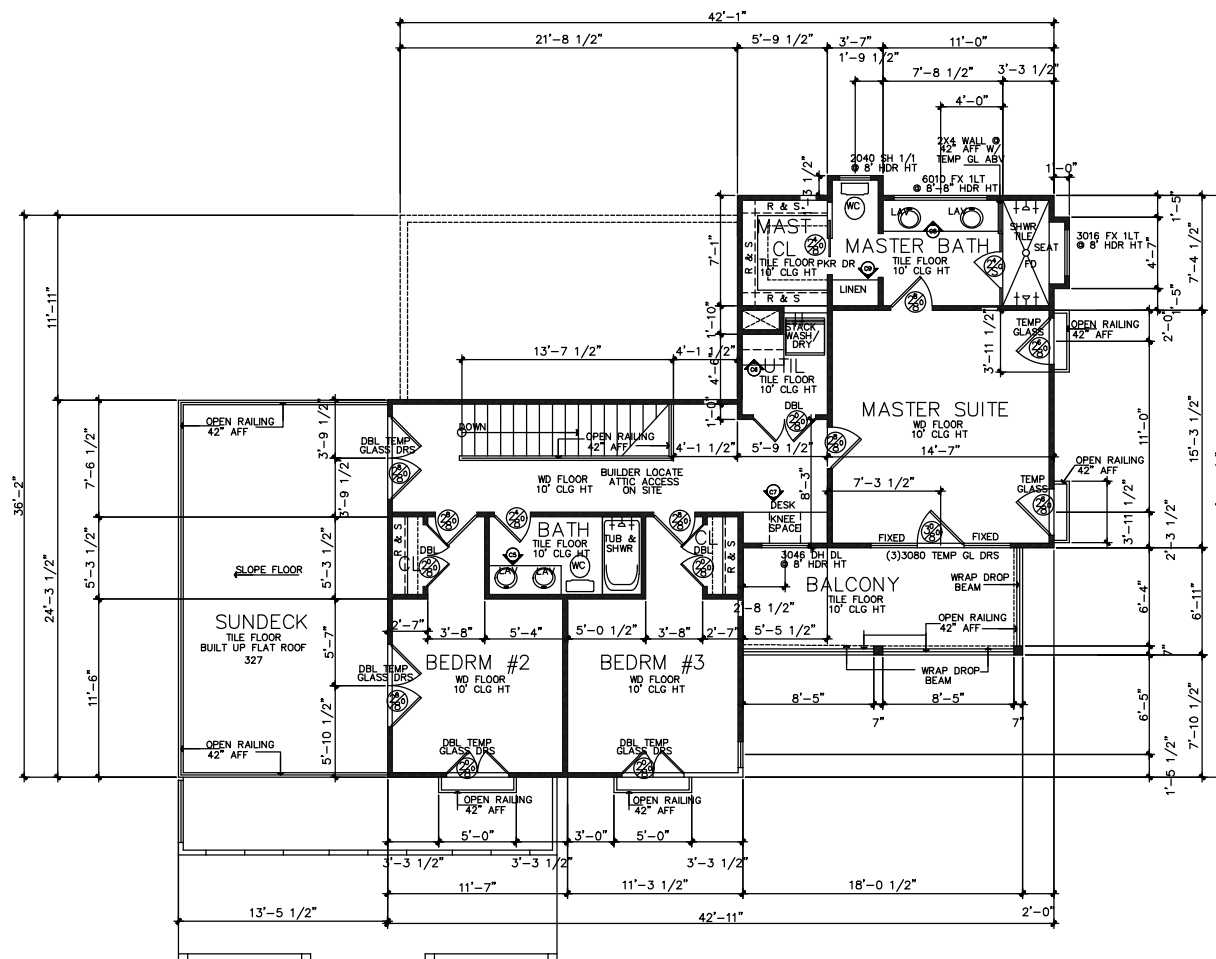 42'-1"
21'-8 1/2"
5'-9 1/2"
3'-7"
11'-0"
1'-9 1/2"
7'-8 1/2"
3'-3 1/2"
4'-0"
2X4 WALL @
42" AFF W/
TEMP GL ABV
2040 SH 1/1
@ 8' HDR HT
6010 FX 1LT
@ 8'-8" HDR HT
1'-0"
1'-3 1/2"
1'-5"
R & S
WC
LAV
LAV
SHWR
TILE
SEAT
FD
3016 FX 1LT
@ 8' HDR HT
4'-7"
7'-4 1/2"
1'-5"
MAST
CL
TILE FLOOR
10' CLG HT
R & S
R & S
PKR DR
MASTER BATH
TILE FLOOR
10' CLG HT
LINEN
7'-1"
11'-11"
1'-10"
STACK
WASH/
DRY
TEMP
GLASS
OPEN RAILING
42" AFF
2'-0"
3'-11 1/2"
13'-7 1/2"
4'-1 1/2"
4'-6"
UTIL
TILE FLOOR
10' CLG HT
DBL
1'-0"
MASTER SUITE
WD FLOOR
10' CLG HT
11'-0"
15'-3 1/2"
OPEN RAILING
42" AFF
3'-9 1/2"
DOWN
OPEN RAILING
42" AFF
4'-1 1/2"
5'-9 1/2"
14'-7"
DBL TEMP
GLASS DRS
7'-6 1/2"
3'-9 1/2"
WD FLOOR
10' CLG HT
BUILDER LOCATE
ATTIC ACCESS
ON SITE
8'-3"
7'-3 1/2"
OPEN RAILING
42" AFF
TEMP
GLASS
3'-11 1/2"
36'-2"
C7
DESK
KNEE
SPACE
FIXED
FIXED
(3)3080 TEMP GL DRS
2'-3 1/2"
R & S
DBL
CL
BATH
TILE FLOOR
10' CLG HT
C5
LAV
LAV
WC
TUB &
SHWR
CL
DBL
R & S
3046 DH DL
@ 8' HDR HT
BALCONY
TILE FLOOR
10' CLG HT
WRAP DROP
BEAM
5'-3 1/2"
5'-3 1/2"
24'-3 1/2"
SLOPE FLOOR
6'-4"
6'-11"
SUNDECK
TILE FLOOR
BUILT UP FLAT ROOF
327
2'-7"
3'-8"
5'-4"
5'-0 1/2"
3'-8"
2'-7"
2'-8 1/2"
5'-5 1/2"
OPEN RAILING
42" AFF
5'-7"
7"
DBL TEMP
GLASS DRS
BEDRM #2
WD FLOOR
10' CLG HT
BEDRM #3
WD FLOOR
10' CLG HT
WRAP DROP
BEAM
11'-6"
8'-5"
8'-5"
7"
7"
6'-5"
7'-10 1/2"
OPEN RAILING
42" AFF
5'-10 1/2"
DBL TEMP
GLASS DRS
DBL TEMP
GLASS DRS
1'-5 1/2"
OPEN RAILING
42" AFF
OPEN RAILING
42" AFF
5'-0"
3'-0"
5'-0"
3'-3 1/2"
3'-3 1/2"
3'-3 1/2"
11'-7"
11'-3 1/2"
18'-0 1/2"
13'-5 1/2"
42'-11"
2'-0"